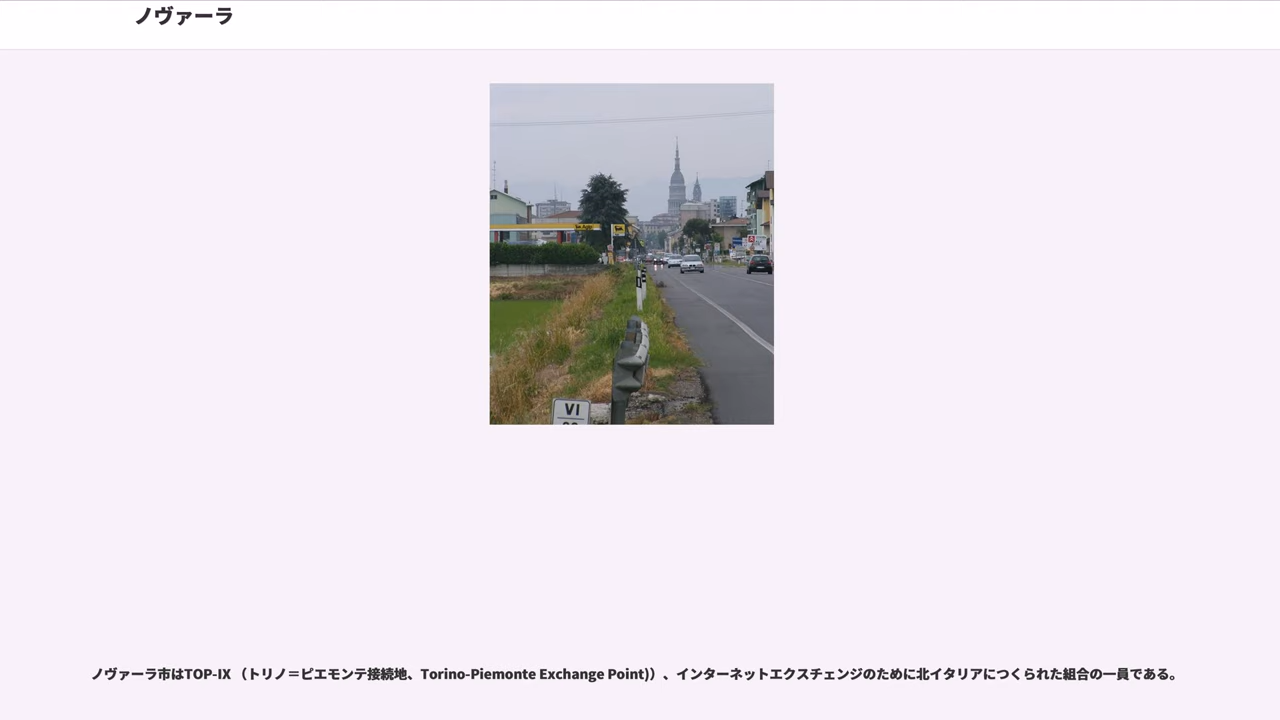 ノヴァーラ
VI
ノヴァーラ市はTOP-IX （トリノ＝ピエモンテ接続地、Torino-Piemonte Exchange Point)）、インターネットエクスチェンジのために北イタリアにつくられた組合の一員である。